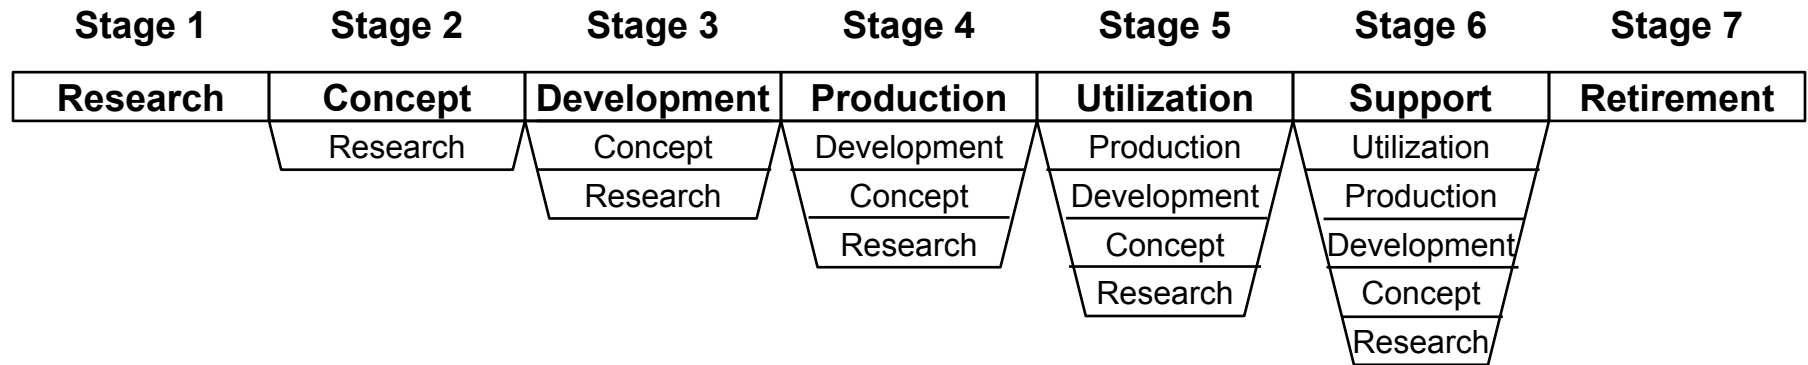 Stage 1 Stage 2 Stage 3 Stage 4 Stage 5 Stage 6 Stage 7
Research Concept Development Production Utilization Support Retirement
Research Concept Development Production Utilization
Research Concept Development Production
Research Concept Development
Research Concept
Research